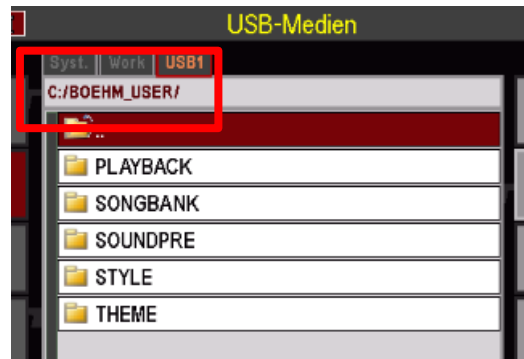 USB-Medien
Syst. Work USB1
C:/BOEHM_USER/
..
PLAYBACK
SONGBANK
SOUNDPRE
STYLE
THEME